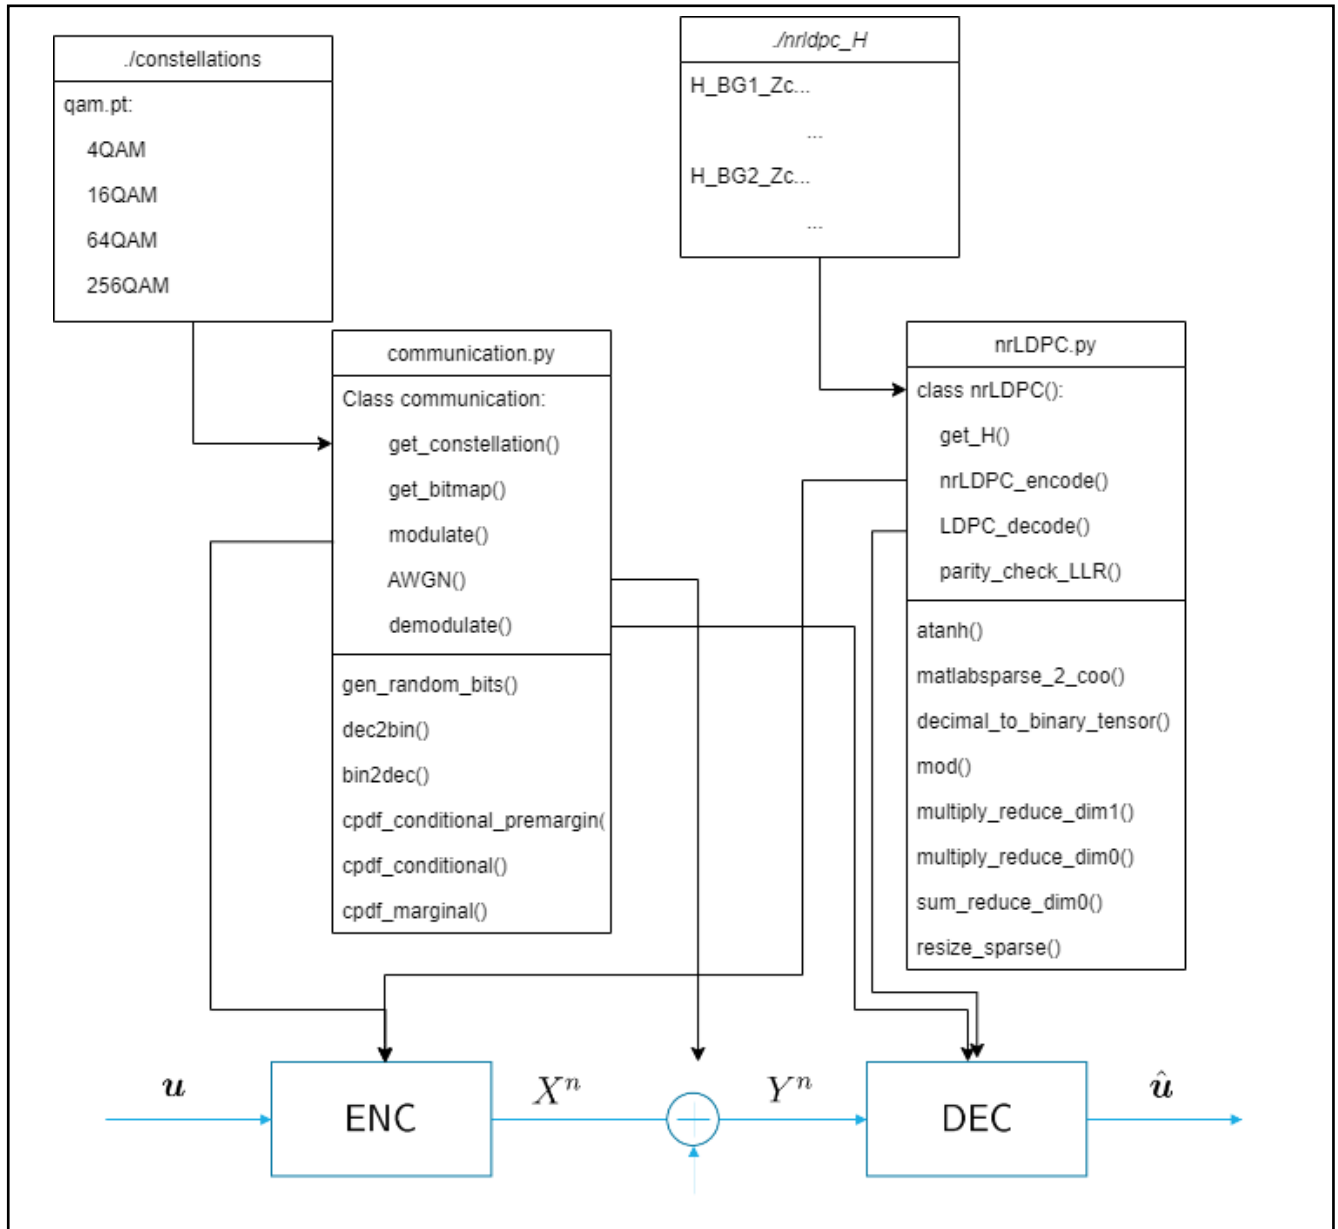 ./constellations
qam.pt:
4QAM
16QAM
64QAM
256QAM
./nrldpc_H
H_BG1_Zc...
...
H_BG2_Zc...
...
communication.py
Class communication:
get_constellation()
get_bitmap()
modulate()
AWGN()
demodulate()
gen_random_bits()
dec2bin()
bin2dec()
cpdf_conditional_premargin(
cpdf_conditional()
cpdf_marginal()
nrLDPC.py
class nrLDPC():
get_H()
nrLDPC_encode()
LDPC_decode()
parity_check_LLR()
atanh()
matlabsparse_2_coo()
decimal_to_binary_tensor()
mod()
multiply_reduce_dim1()
multiply_reduce_dim0()
sum_reduce_dim0()
resize_sparse()
u
ENC
Xⁿ
Yⁿ
DEC
û